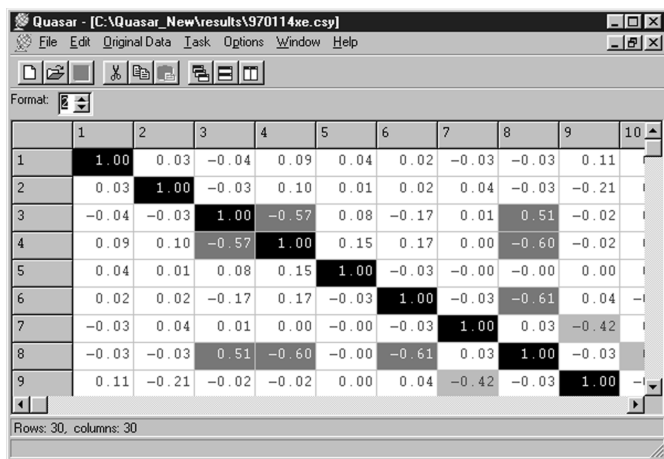 Quasar - [C:\Quasar_New\results\970114xe.csy]
File Edit Original Data Task Options Window Help
Format: 2
1 2 3 4 5 6 7 8 9 10
1 1.00 0.03 -0.04 0.09 0.04 0.02 -0.03 -0.03 0.11
2 0.03 1.00 -0.03 0.10 0.01 0.02 0.04 -0.03 -0.21
3 -0.04 -0.03 1.00 -0.57 0.08 -0.17 0.01 0.51 -0.02
4 0.09 0.10 -0.57 1.00 0.15 0.17 0.00 -0.60 -0.02
5 0.04 0.01 0.08 0.15 1.00 -0.03 -0.00 -0.00 0.00
6 0.02 0.02 -0.17 0.17 -0.03 1.00 -0.03 -0.61 0.04
7 -0.03 0.04 0.01 0.00 -0.00 -0.03 1.00 0.03 -0.42
8 -0.03 -0.03 0.51 -0.60 -0.00 -0.61 0.03 1.00 -0.03
9 0.11 -0.21 -0.02 -0.02 0.00 0.04 -0.42 -0.03 1.00
Rows: 30, columns: 30